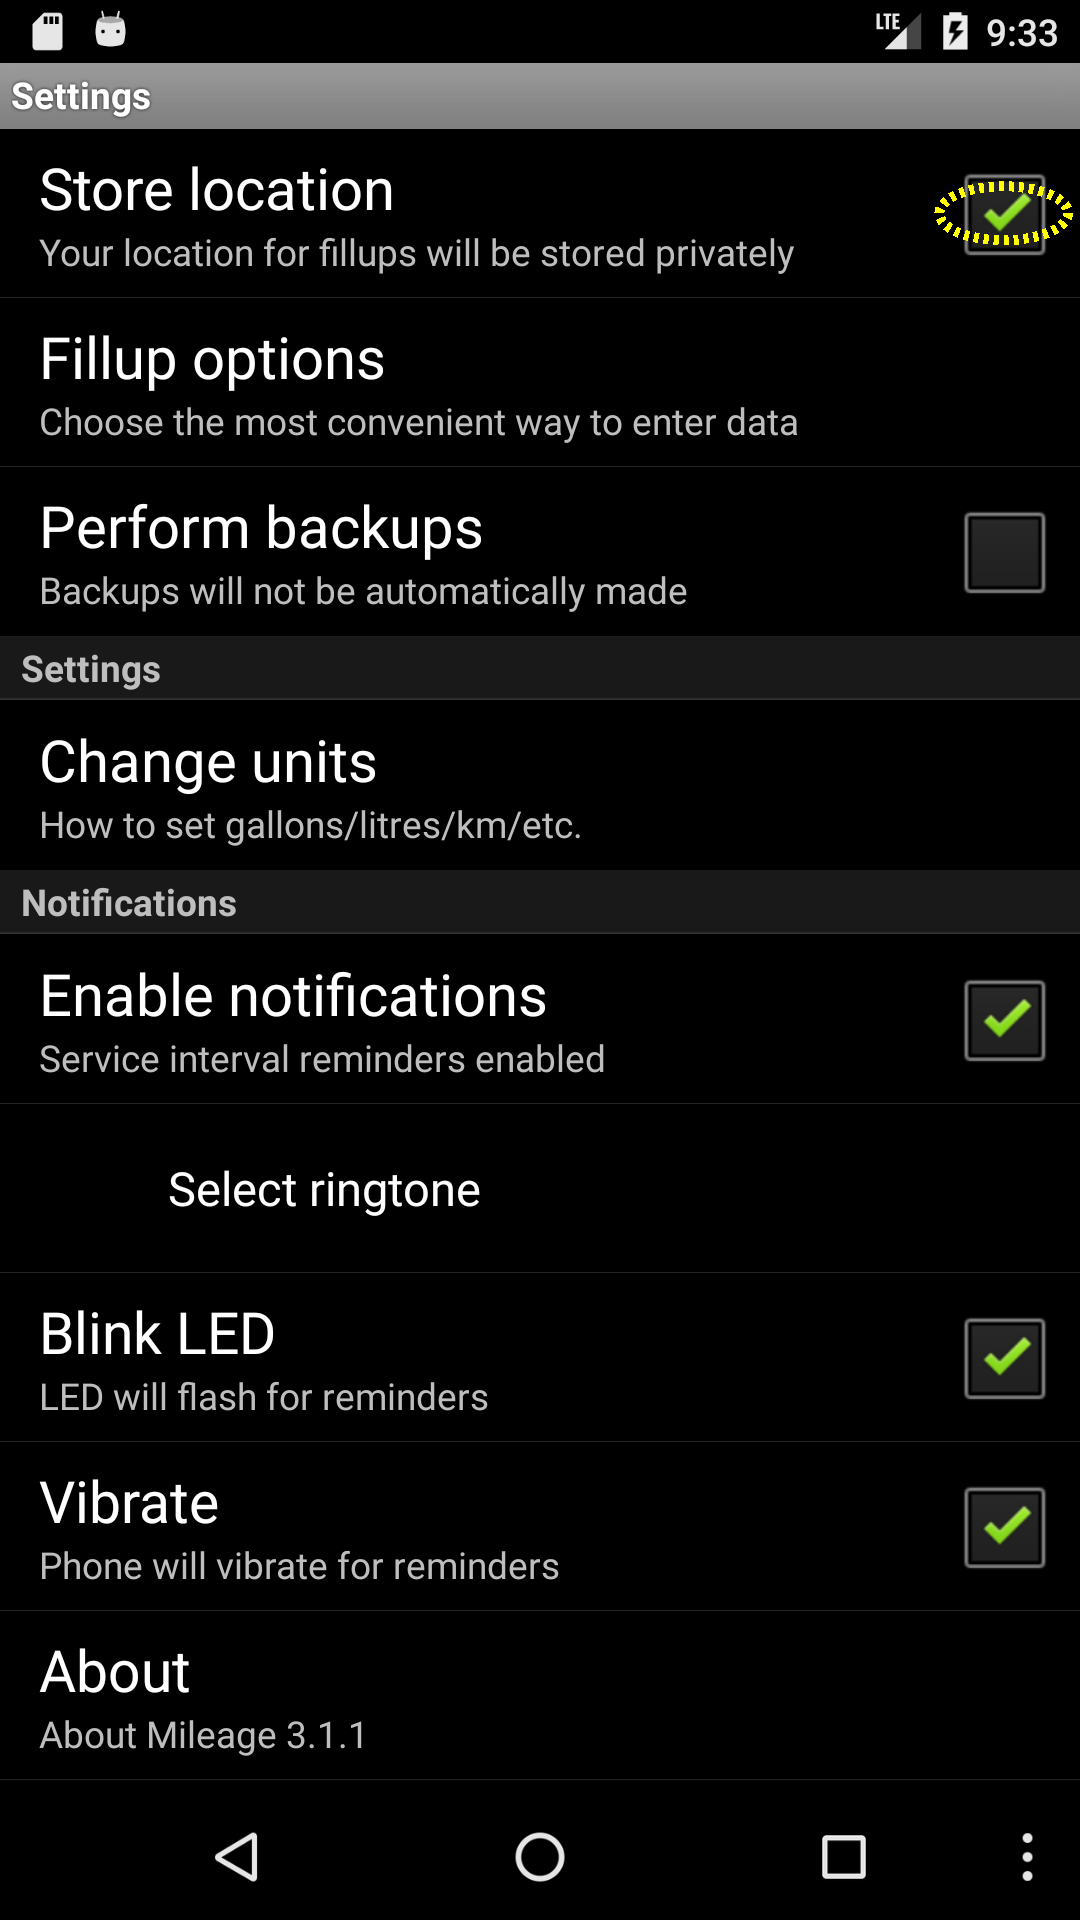 LTE 9:33
Settings
Store location
Your location for fillups will be stored privately
Fillup options
Choose the most convenient way to enter data
Perform backups
Backups will not be automatically made
Settings
Change units
How to set gallons/litres/km/etc.
Notifications
Enable notifications
Service interval reminders enabled
Select ringtone
Blink LED
LED will flash for reminders
Vibrate
Phone will vibrate for reminders
About
About Mileage 3.1.1